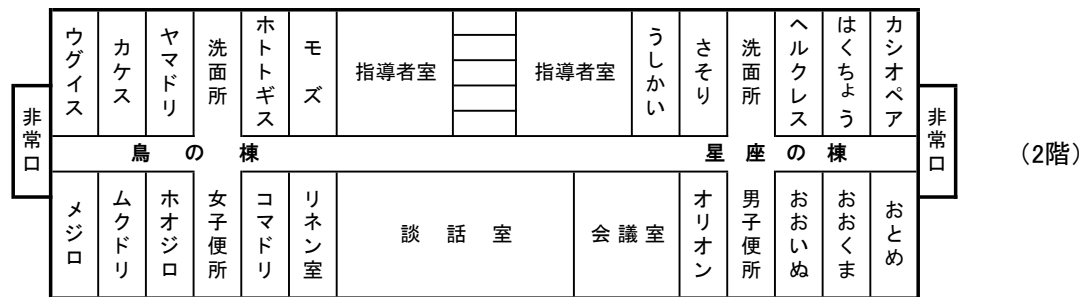 ウグイス
カケス
ヤマドリ
洗面所
ホトトギス
モズ
指導者室
指導者室
うしかい
さそり
洗面所
ヘルクレス
はくちょう
カシオペア
非常口
鳥の棟
星座の棟
非常口
（2階）
メジロ
ムクドリ
ホオジロ
女子便所
コマドリ
リネン室
談話室
会議室
オリオン
男子便所
おおいぬ
おおくま
おとめ